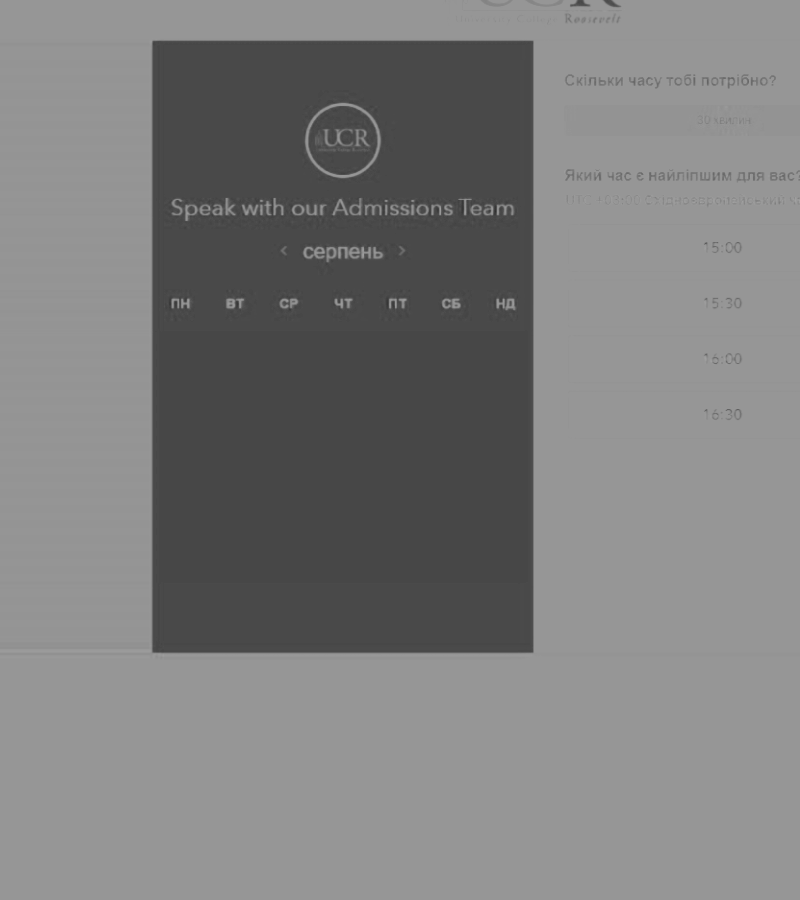 UCR
Roosevelt
UCR
Speak with our Admissions Team
серпень
ПН ВТ СР ЧТ ПТ СБ НД
Скільки часу тобі потрібно?
30 хвилин
Який час є найліпшим для вас?
15:00
15:30
16:00
16:30